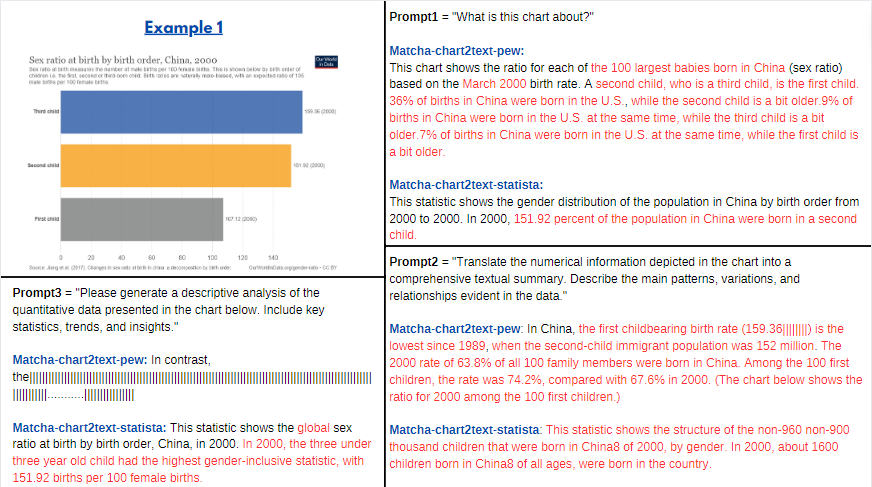 Example 1
Sex ratio at birth by birth order, China, 2000
Our World
in Data
Sex ratio at birth measures the number of male births per 100 female births. This is shown below by birth order of
children i.e. the first, second or third-born child. Birth ratios are naturally male-biased, with an expected ratio of 105
male births per 100 female births.
Third child
159.36 (2000)
Second child
151.92 (2000)
First child
107.12 (2000)
0
20
40
60
80
100
120
140
Source: Jiang et al. (2017). Changes in sex ratio at birth in china: a decomposition by birth order.
OurWorldInData.org/gender-ratio • CC BY
Prompt1 = "What is this chart about?"
Matcha-chart2text-pew:
This chart shows the ratio for each of the 100 largest babies born in China (sex ratio)
based on the March 2000 birth rate. A second child, who is a third child, is the first child.
36% of births in China were born in the U.S., while the second child is a bit older.9% of
births in China were born in the U.S. at the same time, while the third child is a bit
older.7% of births in China were born in the U.S. at the same time, while the first child is
a bit older.
Matcha-chart2text-statista:
This statistic shows the gender distribution of the population in China by birth order from
2000 to 2000. In 2000, 151.92 percent of the population in China were born in a second
child.
Prompt2 = "Translate the numerical information depicted in the chart into a
comprehensive textual summary. Describe the main patterns, variations, and
relationships evident in the data."
Matcha-chart2text-pew: In China, the first childbearing birth rate (159.36||||||||) is the
lowest since 1989, when the second-child immigrant population was 152 million. The
2000 rate of 63.8% of all 100 family members were born in China. Among the 100 first
children, the rate was 74.2%, compared with 67.6% in 2000. (The chart below shows the
ratio for 2000 among the 100 first children.)
Matcha-chart2text-statista: This statistic shows the structure of the non-960 non-900
thousand children that were born in China8 of 2000, by gender. In 2000, about 1600
children born in China8 of all ages, were born in the country.
Prompt3 = "Please generate a descriptive analysis of the
quantitative data presented in the chart below. Include key
statistics, trends, and insights."
Matcha-chart2text-pew: In contrast,
the||||||||||||||||||||||||||||||||||||||||||||||||||||||||||||||||||||||||||||||||||||||
|||||||||...........|||||||||||||
Matcha-chart2text-statista: This statistic shows the global sex
ratio at birth by birth order, China, in 2000. In 2000, the three under
three year old child had the highest gender-inclusive statistic, with
151.92 births per 100 female births.